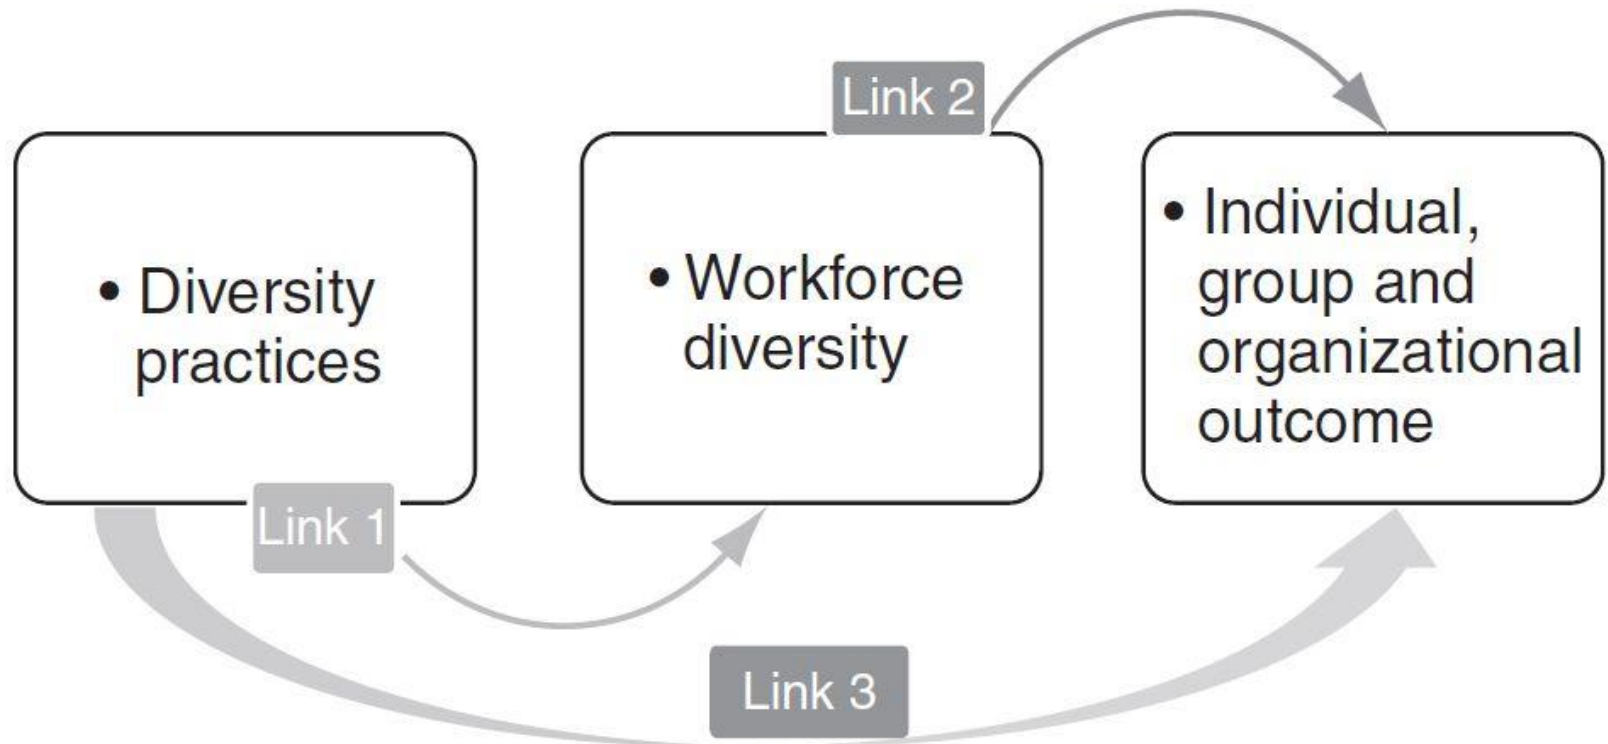 Link 2
• Diversity
practices
• Workforce
diversity
• Individual,
group and
organizational
outcome
Link 1
Link 3